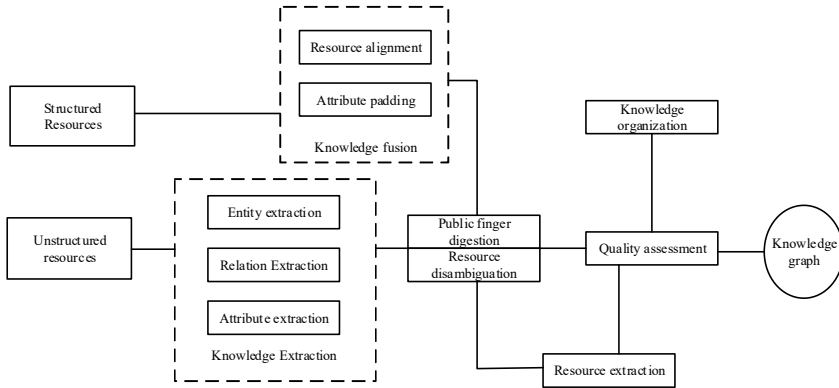 Resource alignment
Attribute padding
Knowledge fusion
Structured
Resources
Knowledge
organization
Entity extraction
Relation Extraction
Attribute extraction
Knowledge Extraction
Unstructured
resources
Public finger
digestion
Resource
disambiguation
Quality assessment
Knowledge
graph
Resource extraction